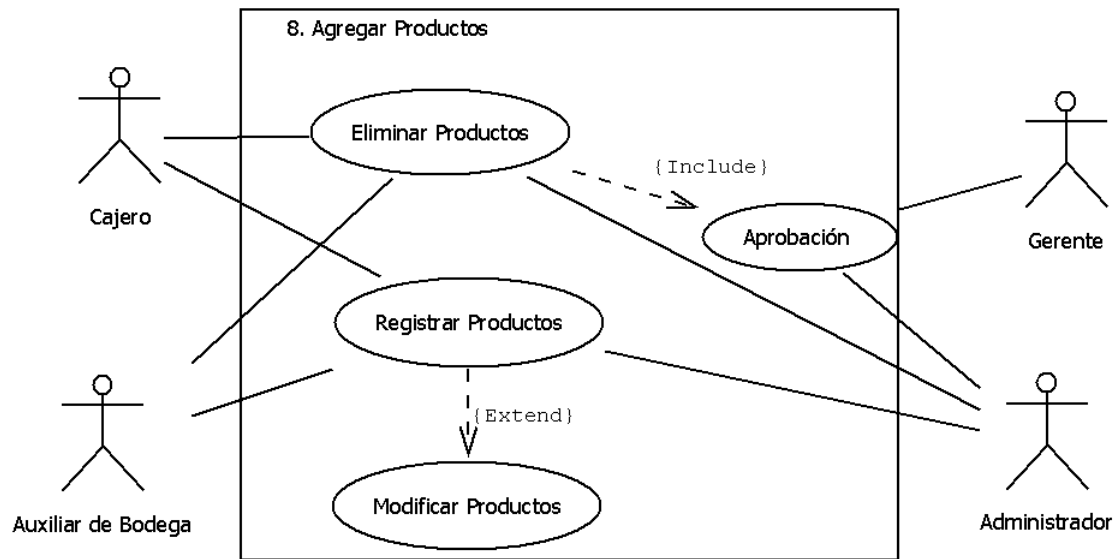 8. Agregar Productos
Eliminar Productos
{Include}
Cajero
Aprobación
Gerente
Registrar Productos
{Extend}
Modificar Productos
Auxiliar de Bodega
Administrador